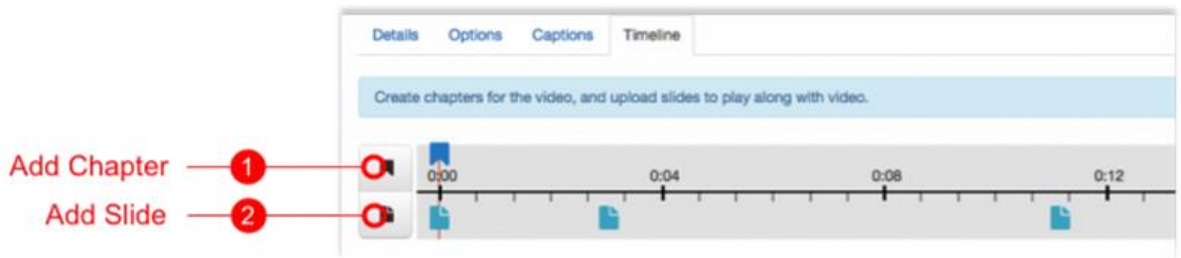 Details Options Captions Timeline
Create chapters for the video, and upload slides to play along with video.
Add Chapter 1
0:00 0:04 0:08 0:12
Add Slide 2